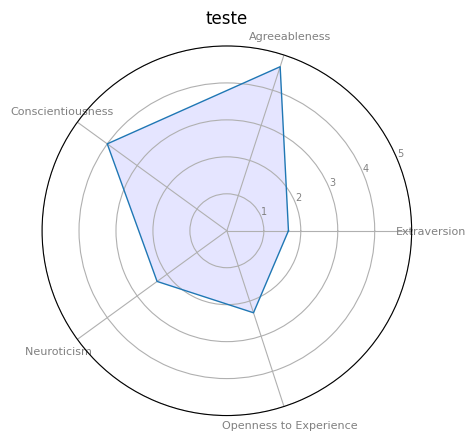 teste
Agreeableness
Conscientiousness
5
4
3
2
1
Extraversion
Neuroticism
Openness to Experience